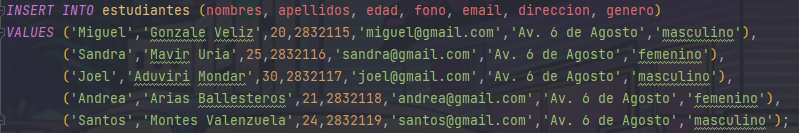 INSERT INTO estudiantes (nombres, apellidos, edad, fono, email, direccion, genero)
VALUES ('Miguel','Gonzale Veliz',20,2832115,'miguel@gmail.com','Av. 6 de Agosto','masculino'),
('Sandra','Mavir Uria',25,2832116,'sandra@gmail.com','Av. 6 de Agosto','femenino'),
('Joel','Aduviri Mondar',30,2832117,'joel@gmail.com','Av. 6 de Agosto','masculino'),
('Andrea','Arias Ballesteros',21,2832118,'andrea@gmail.com','Av. 6 de Agosto','femenino'),
('Santos','Montes Valenzuela',24,2832119,'santos@gmail.com','Av. 6 de Agosto','masculino');